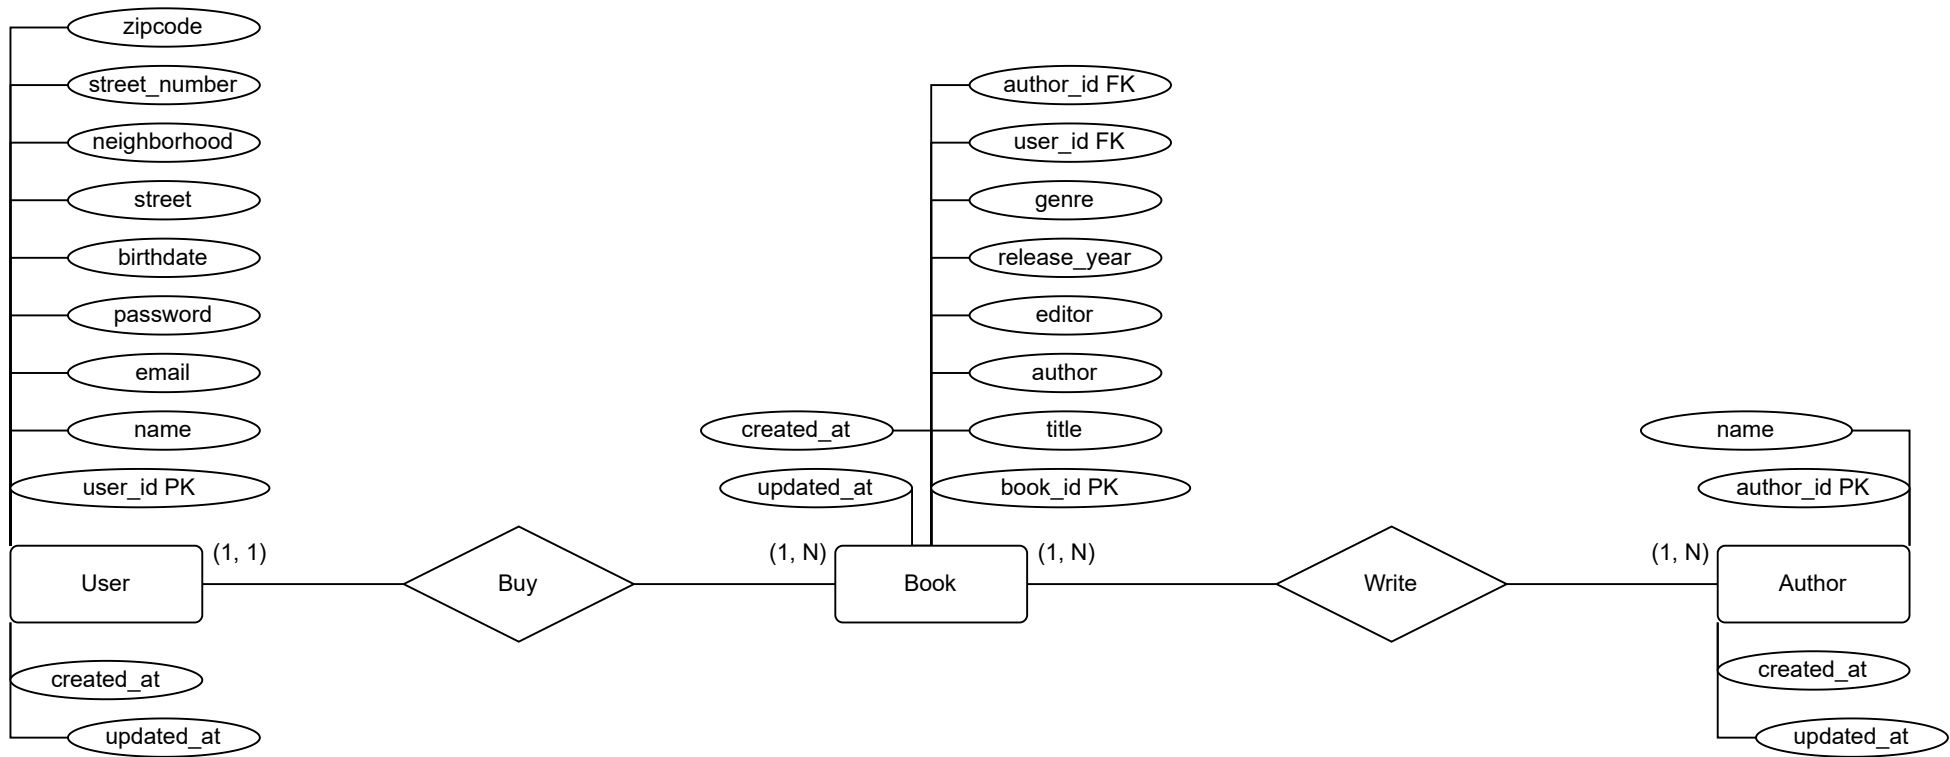 zipcode
street_number
neighborhood
street
birthdate
password
email
name
user_id PK
User
(1, 1)
created_at
updated_at
Buy
author_id FK
user_id FK
genre
release_year
editor
author
created_at
title
updated_at
book_id PK
(1, N)
Book
(1, N)
Write
name
author_id PK
(1, N)
Author
created_at
updated_at